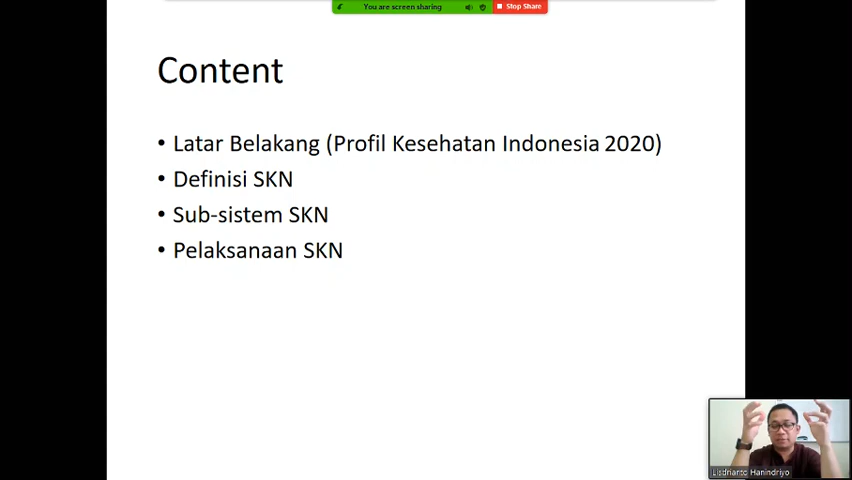 You are screen sharing
Stop Share
Content
• Latar Belakang (Profil Kesehatan Indonesia 2020)
• Definisi SKN
• Sub-sistem SKN
• Pelaksanaan SKN
Lisdrianto Hanindriyo